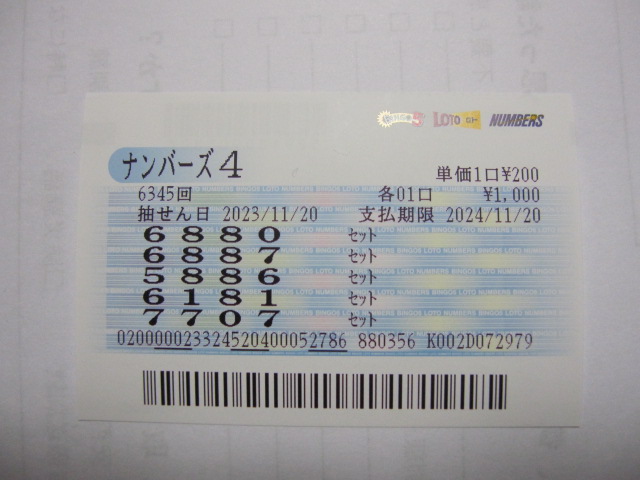 LOTO NUMBERS
ナンバーズ4
単価1口¥200
6345回 各01口 ¥1,000
抽せん日 2023/11/20 支払期限 2024/11/20
6880 セット
6887 セット
5886 セット
6181 セット
7707 セット
020000023324520400052786 880356 K002D072979